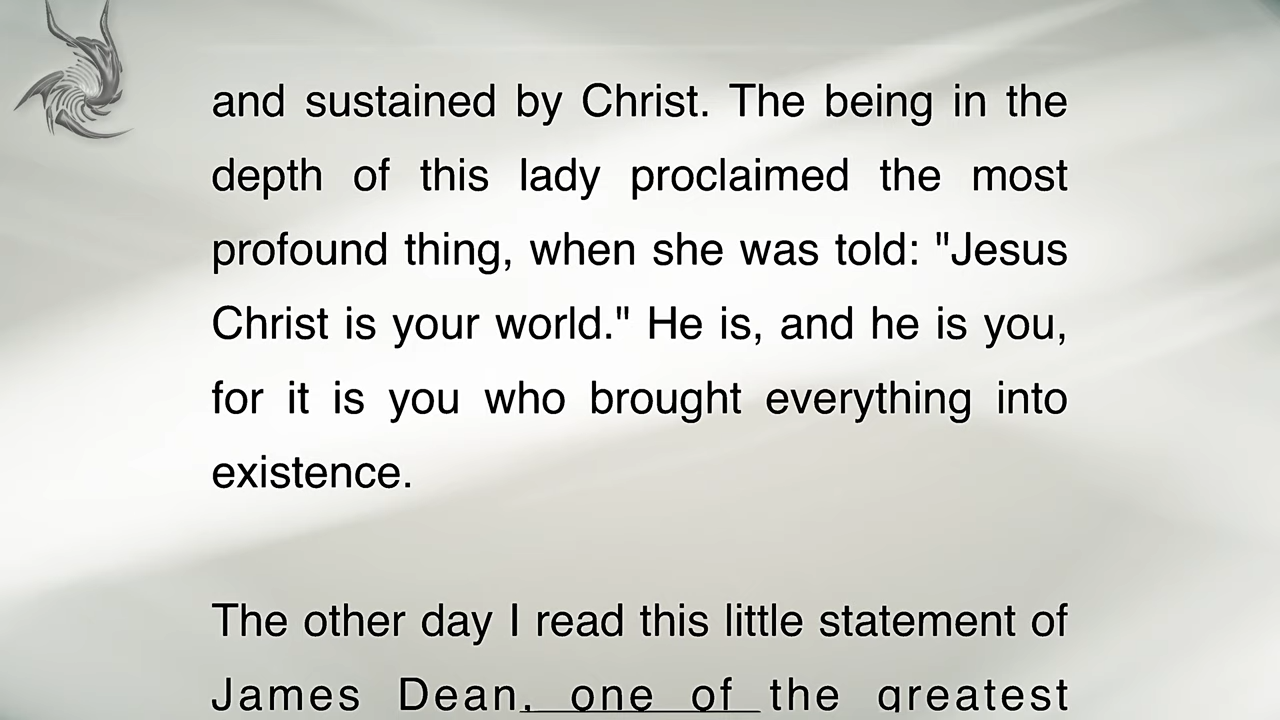 and sustained by Christ. The being in the
depth of this lady proclaimed the most
profound thing, when she was told: "Jesus
Christ is your world." He is, and he is you,
for it is you who brought everything into
existence.
The other day I read this little statement of
James Dean, one of the greatest